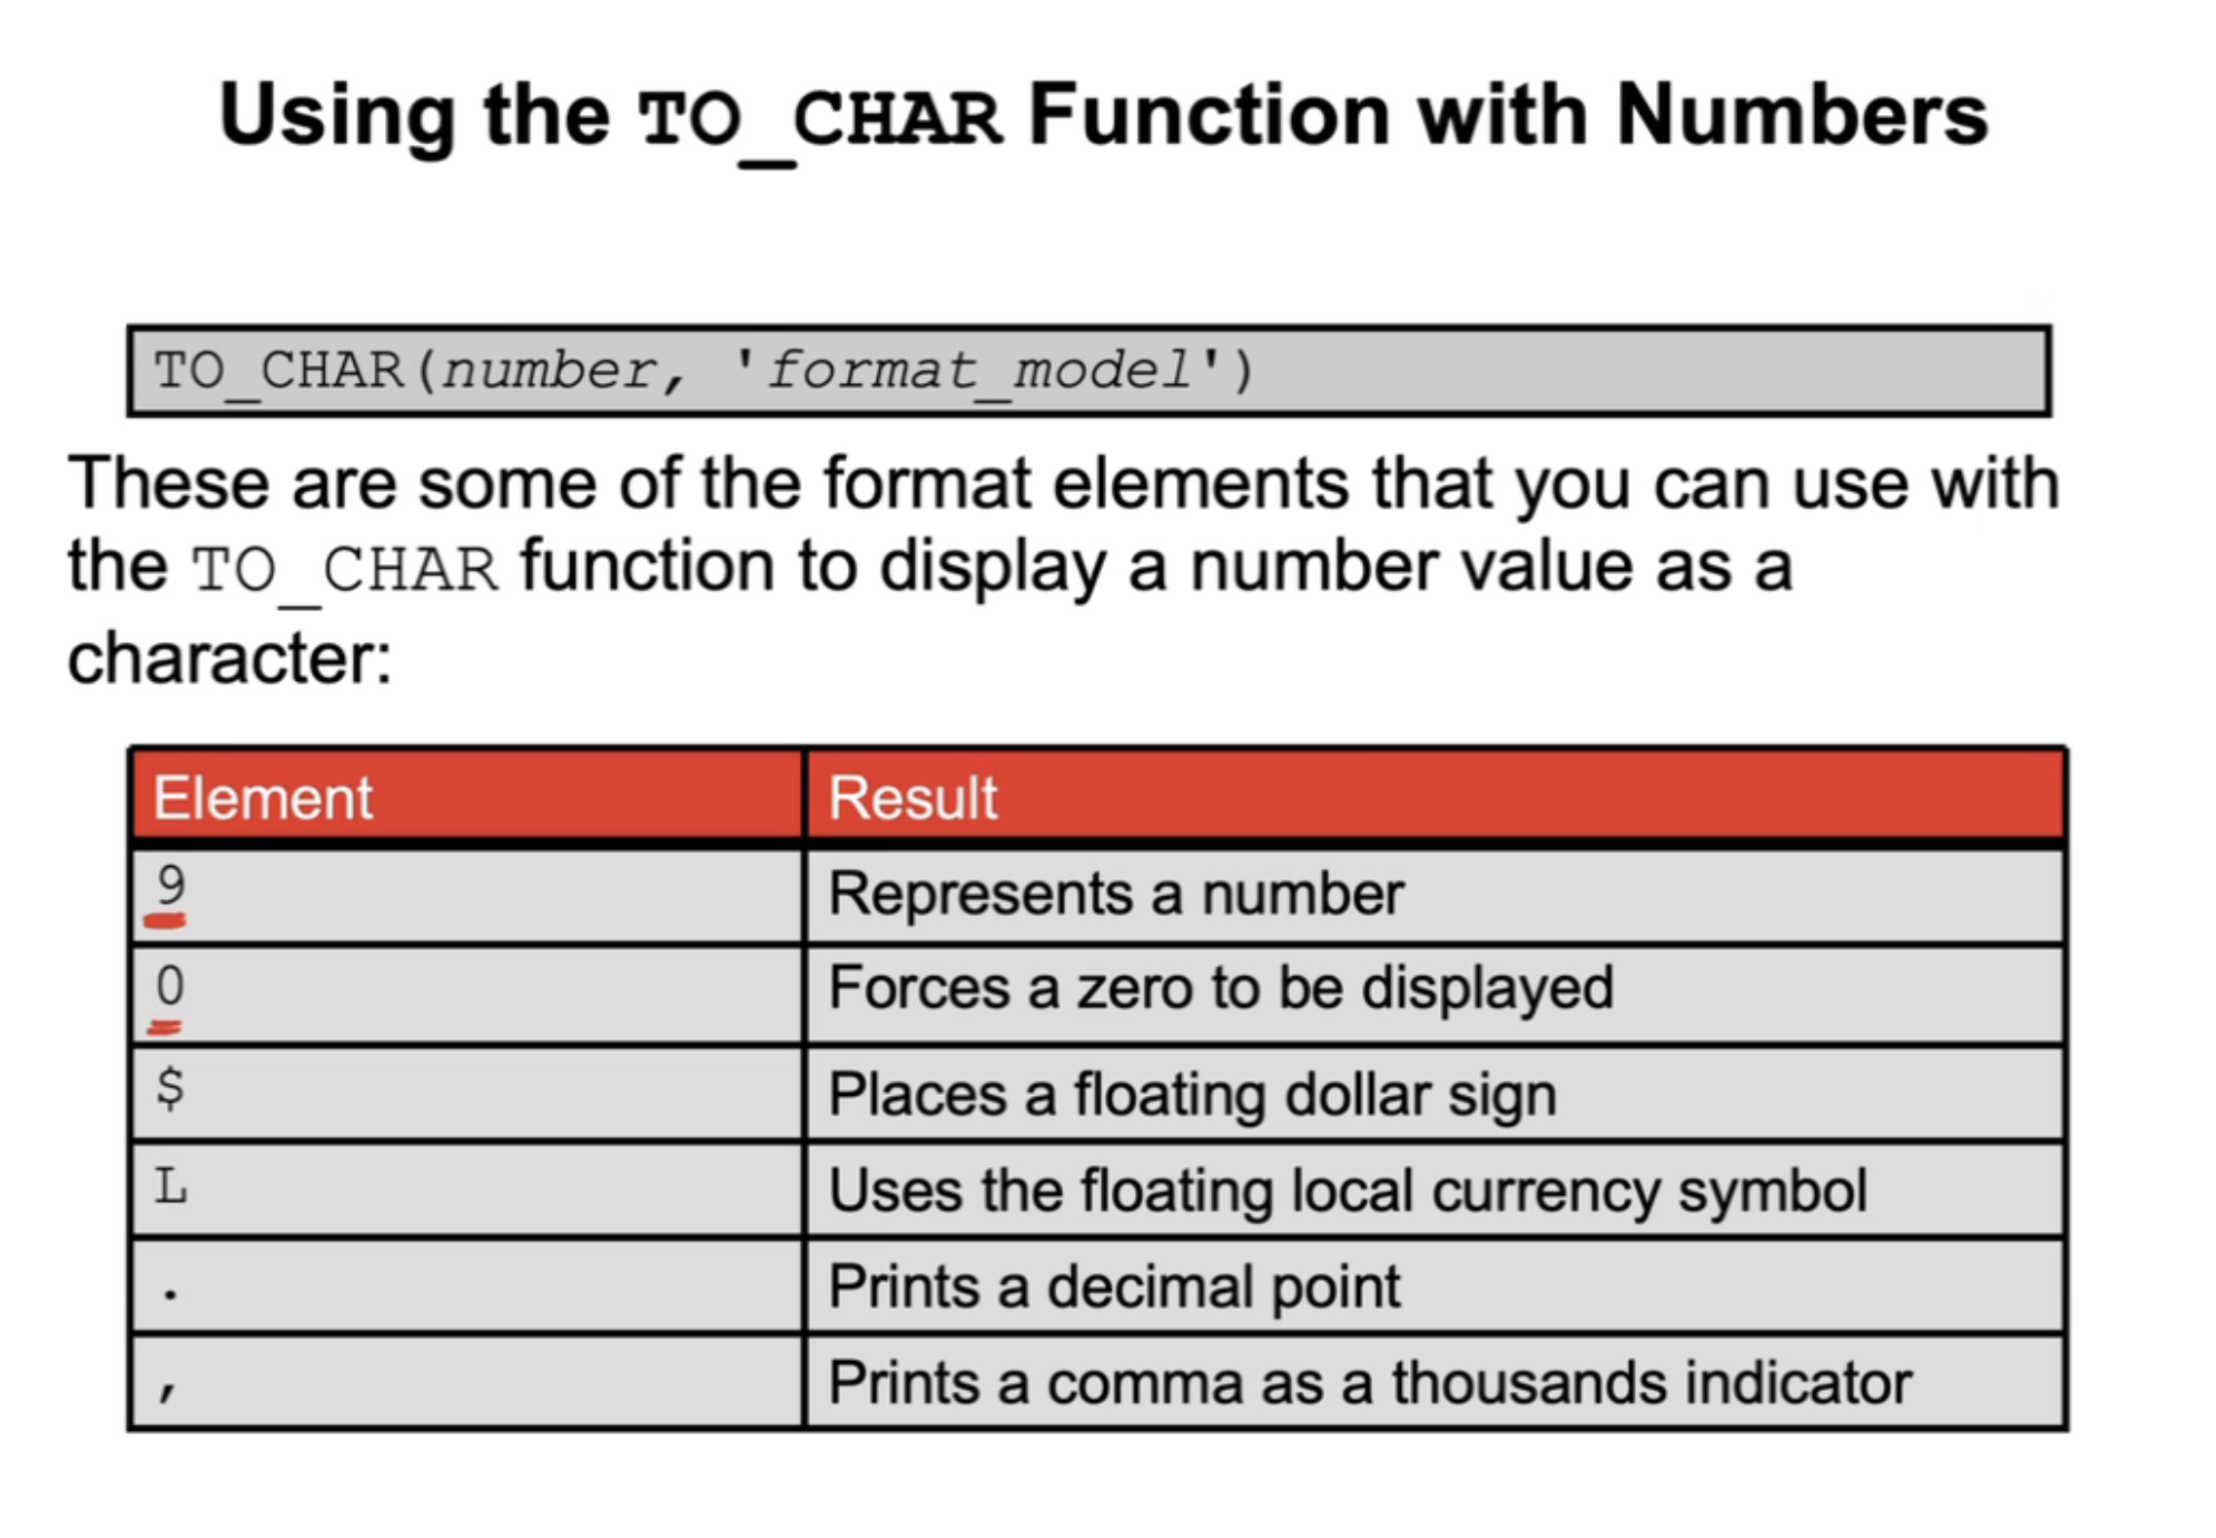 Using the TO_CHAR Function with Numbers
TO_CHAR(number, 'format_model')
These are some of the format elements that you can use with
the TO_CHAR function to display a number value as a
character:
Element Result
9 Represents a number
0 Forces a zero to be displayed
$ Places a floating dollar sign
L Uses the floating local currency symbol
. Prints a decimal point
, Prints a comma as a thousands indicator